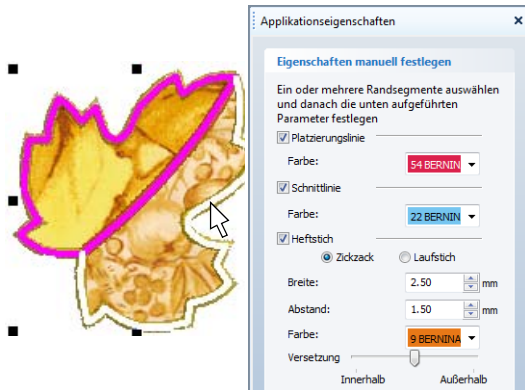 Applikationseigenschaften
Eigenschaften manuell festlegen
Ein oder mehrere Randsegmente auswählen
und danach die unten aufgeführten
Parameter festlegen
Platzierungslinie
Farbe: 54 BERNIN
Schnittlinie
Farbe: 22 BERNIN
Heftstich
Zickzack Laufstich
Breite: 2.50 mm
Abstand: 1.50 mm
Farbe: 9 BERNINA
Versetzung
Innerhalb Außerhalb